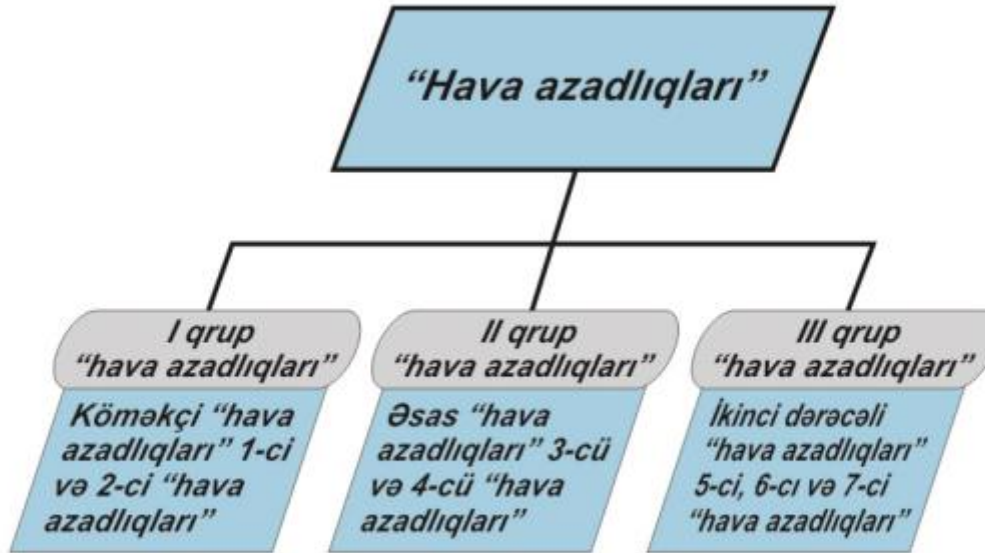 “Hava azadlıqları”
I qrup
“hava azadlıqları”
Köməkçi “hava
azadlıqları” 1-ci
və 2-ci “hava
azadlıqları”
II qrup
“hava azadlıqları”
Əsas “hava
azadlıqları” 3-cü
və 4-cü “hava
azadlıqları”
III qrup
“hava azadlıqları”
İkinci dərəcəli
“hava azadlıqları”
5-ci, 6-cı və 7-ci
“hava azadlıqları”